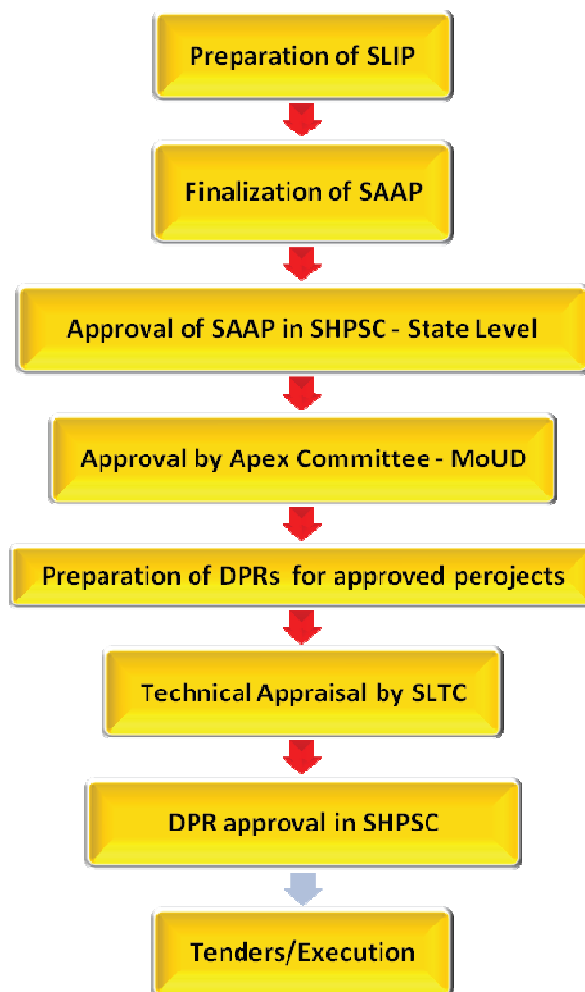 Preparation of SLIP
Finalization of SAAP
Approval of SAAP in SHPSC - State Level
Approval by Apex Committee - MoUD
Preparation of DPRs for approved perojects
Technical Appraisal by SLTC
DPR approval in SHPSC
Tenders/Execution